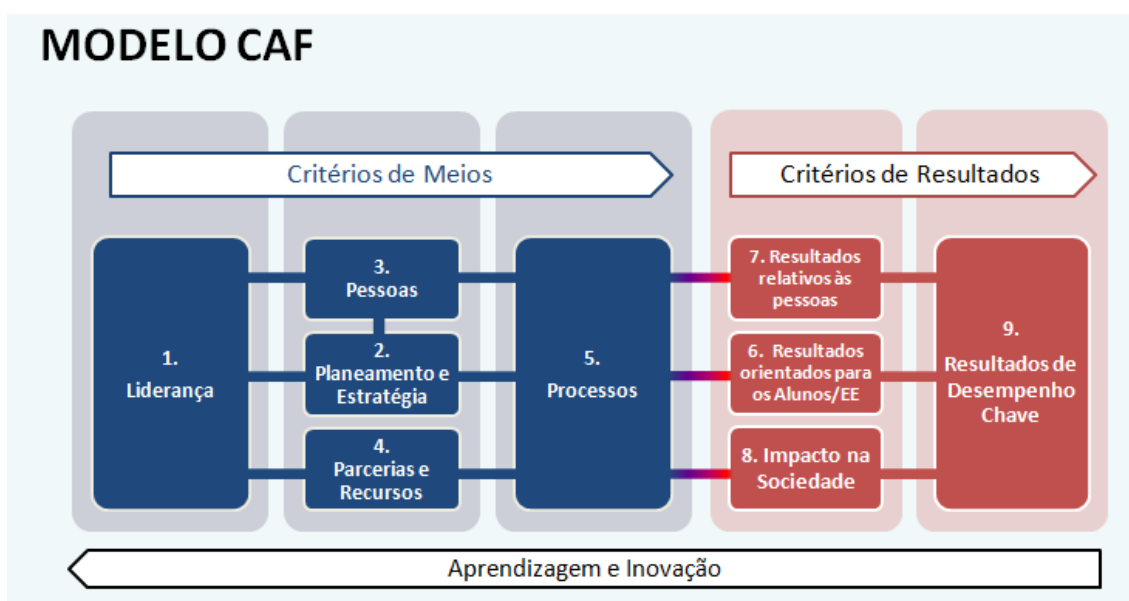 MODELO CAF
Critérios de Meios
Critérios de Resultados
1.
Liderança
3.
Pessoas
2.
Planeamento e
Estratégia
4.
Parcerias e
Recursos
5.
Processos
7. Resultados
relativos às
pessoas
6. Resultados
orientados para
os Alunos/EE
8. Impacto na
Sociedade
9.
Resultados de
Desempenho
Chave
Aprendizagem e Inovação